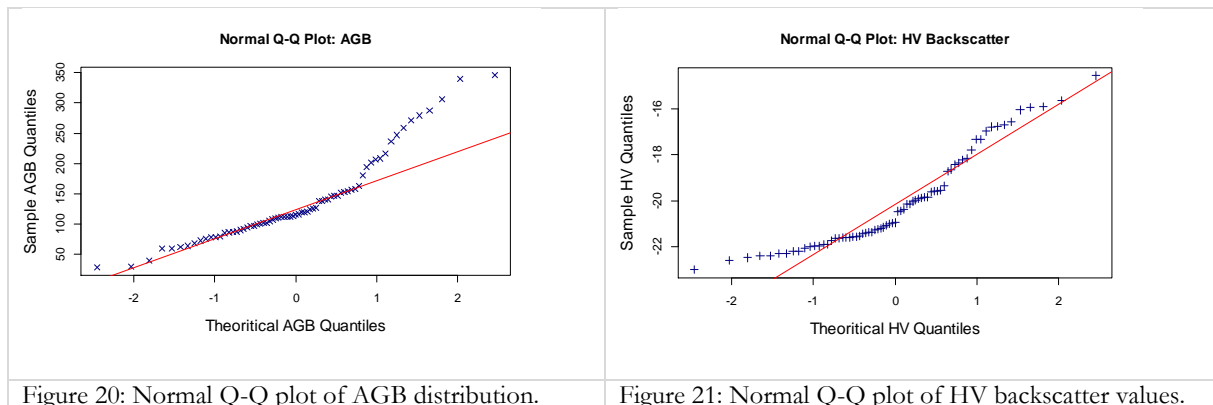 Normal Q-Q Plot: AGB
Sample AGB Quantiles
350
300
250
200
150
100
50
-2
-1
0
1
2
Theoritical AGB Quantiles
Figure 20: Normal Q-Q plot of AGB distribution.
Normal Q-Q Plot: HV Backscatter
Sample HV Quantiles
-16
-18
-20
-22
-2
-1
0
1
2
Theoritical HV Quantiles
Figure 21: Normal Q-Q plot of HV backscatter values.